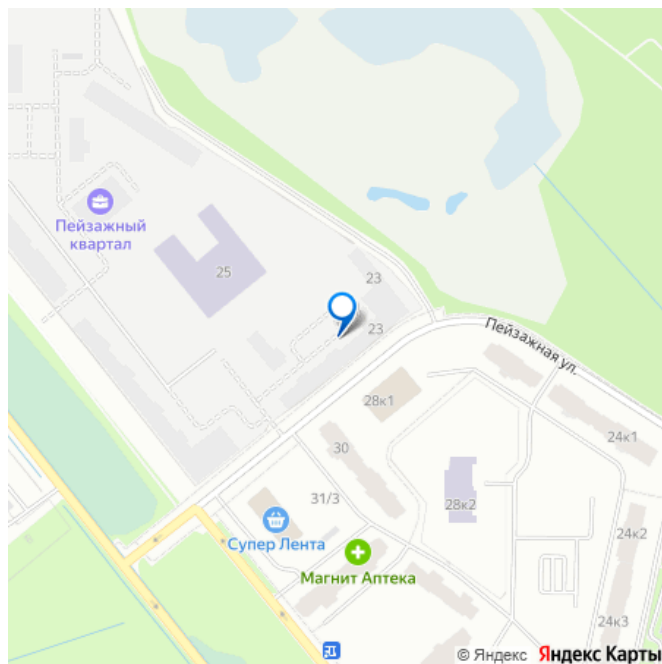 Пейзажный
квартал
25
23
23
Пейзажная ул.
28к1
24к1
30
28к2
31/3
24к2
Супер Лента
Магнит Аптека
24к3
© Яндекс Яндекс Карты